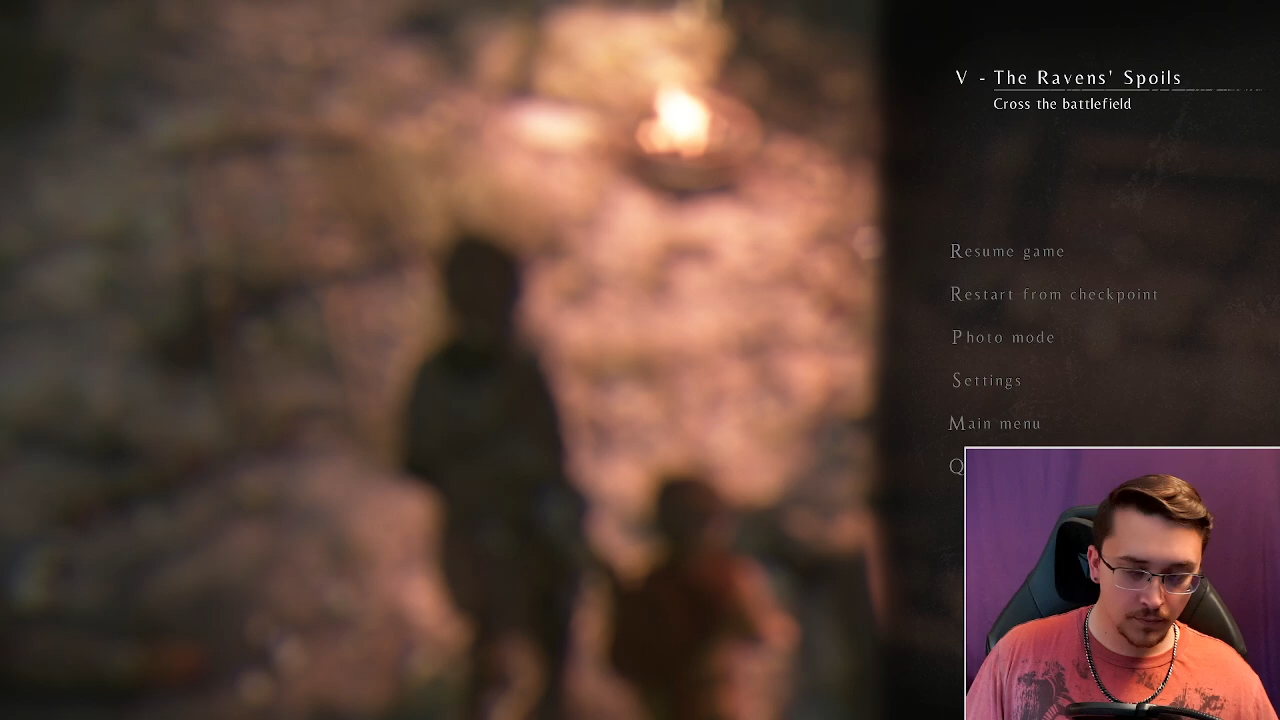 V - The Ravens' Spoils
Cross the battlefield
Resume game
Restart from checkpoint
Photo mode
Settings
Main menu